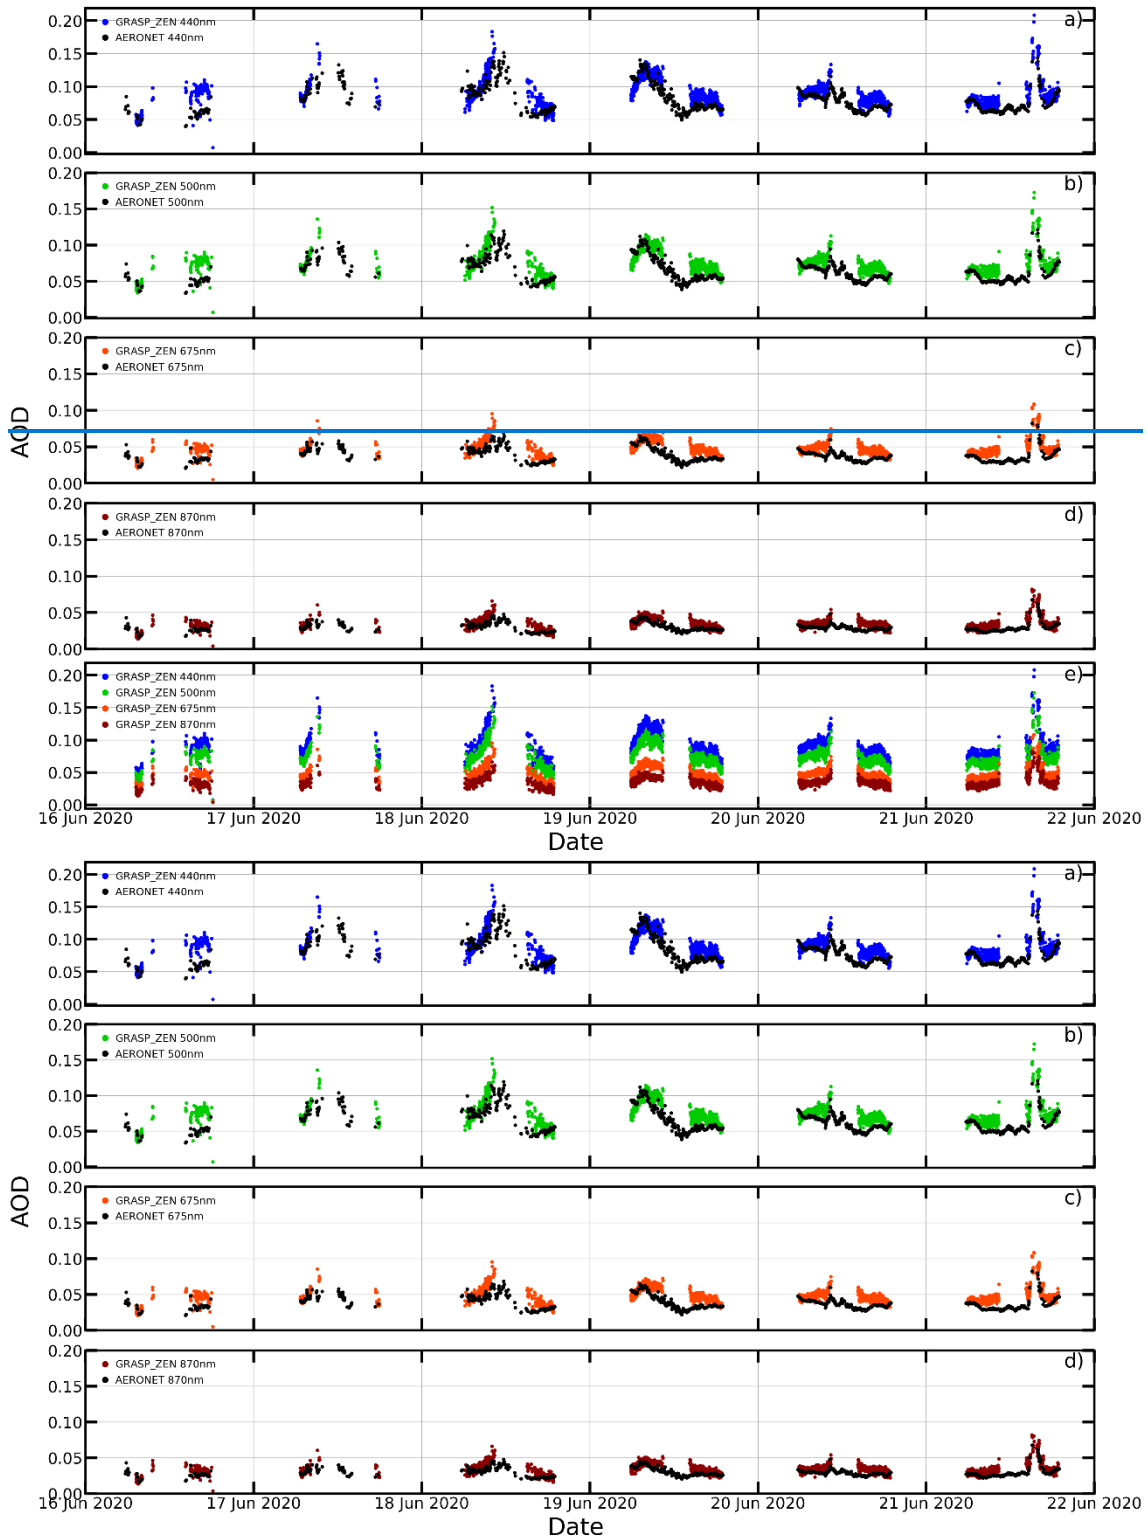 0.20
GRASP_ZEN 440nm
a)
AERONET 440nm
0.15
0.10
0.05
0.00
0.20
GRASP_ZEN 500nm
b)
AERONET 500nm
0.15
0.10
0.05
0.00
0.20
GRASP_ZEN 675nm
c)
AERONET 675nm
0.15
0.10
AOD
0.05
0.00
0.20
GRASP_ZEN 870nm
d)
AERONET 870nm
0.15
0.10
0.05
0.00
0.20
GRASP_ZEN 440nm
e)
GRASP_ZEN 500nm
0.15
GRASP_ZEN 675nm
GRASP_ZEN 870nm
0.10
0.05
0.00
16 Jun 2020 17 Jun 2020 18 Jun 2020 19 Jun 2020 20 Jun 2020 21 Jun 2020 22 Jun 2020
Date
0.20
GRASP_ZEN 440nm
a)
AERONET 440nm
0.15
0.10
0.05
0.00
0.20
GRASP_ZEN 500nm
b)
AERONET 500nm
0.15
0.10
0.05
0.00
0.20
GRASP_ZEN 675nm
c)
AERONET 675nm
AOD
0.15
0.10
0.05
0.00
0.20
GRASP_ZEN 870nm
d)
AERONET 870nm
0.15
0.10
0.05
0.00
16 Jun 2020 17 Jun 2020 18 Jun 2020 19 Jun 2020 20 Jun 2020 21 Jun 2020 22 Jun 2020
Date